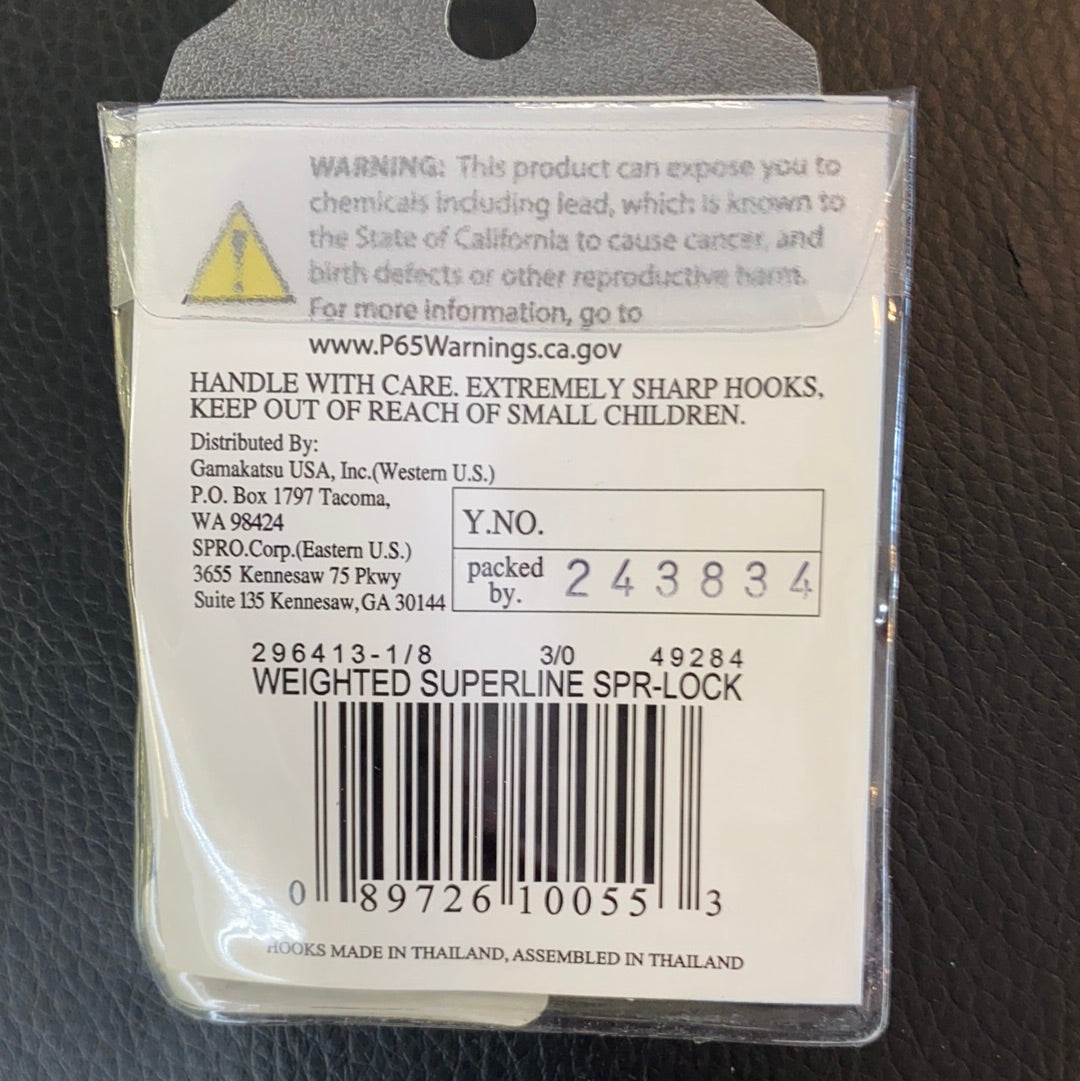 WARNING: This product can expose you to
chemicals including lead, which is known to
the State of California to cause cancer, and
birth defects or other reproductive harm.
For more information, go to
www.P65Warnings.ca.gov
HANDLE WITH CARE. EXTREMELY SHARP HOOKS,
KEEP OUT OF REACH OF SMALL CHILDREN.
Distributed By:
Gamakatsu USA, Inc.(Western U.S.)
P.O. Box 1797 Tacoma,
WA 98424
SPRO.Corp.(Eastern U.S.)
3655 Kennesaw 75 Pkwy
Suite 135 Kennesaw,GA 30144
Y.NO.
packed by. 243834
296413-1/8 3/0 49284
WEIGHTED SUPERLINE SPR-LOCK
0 89726 10055 3
HOOKS MADE IN THAILAND, ASSEMBLED IN THAILAND